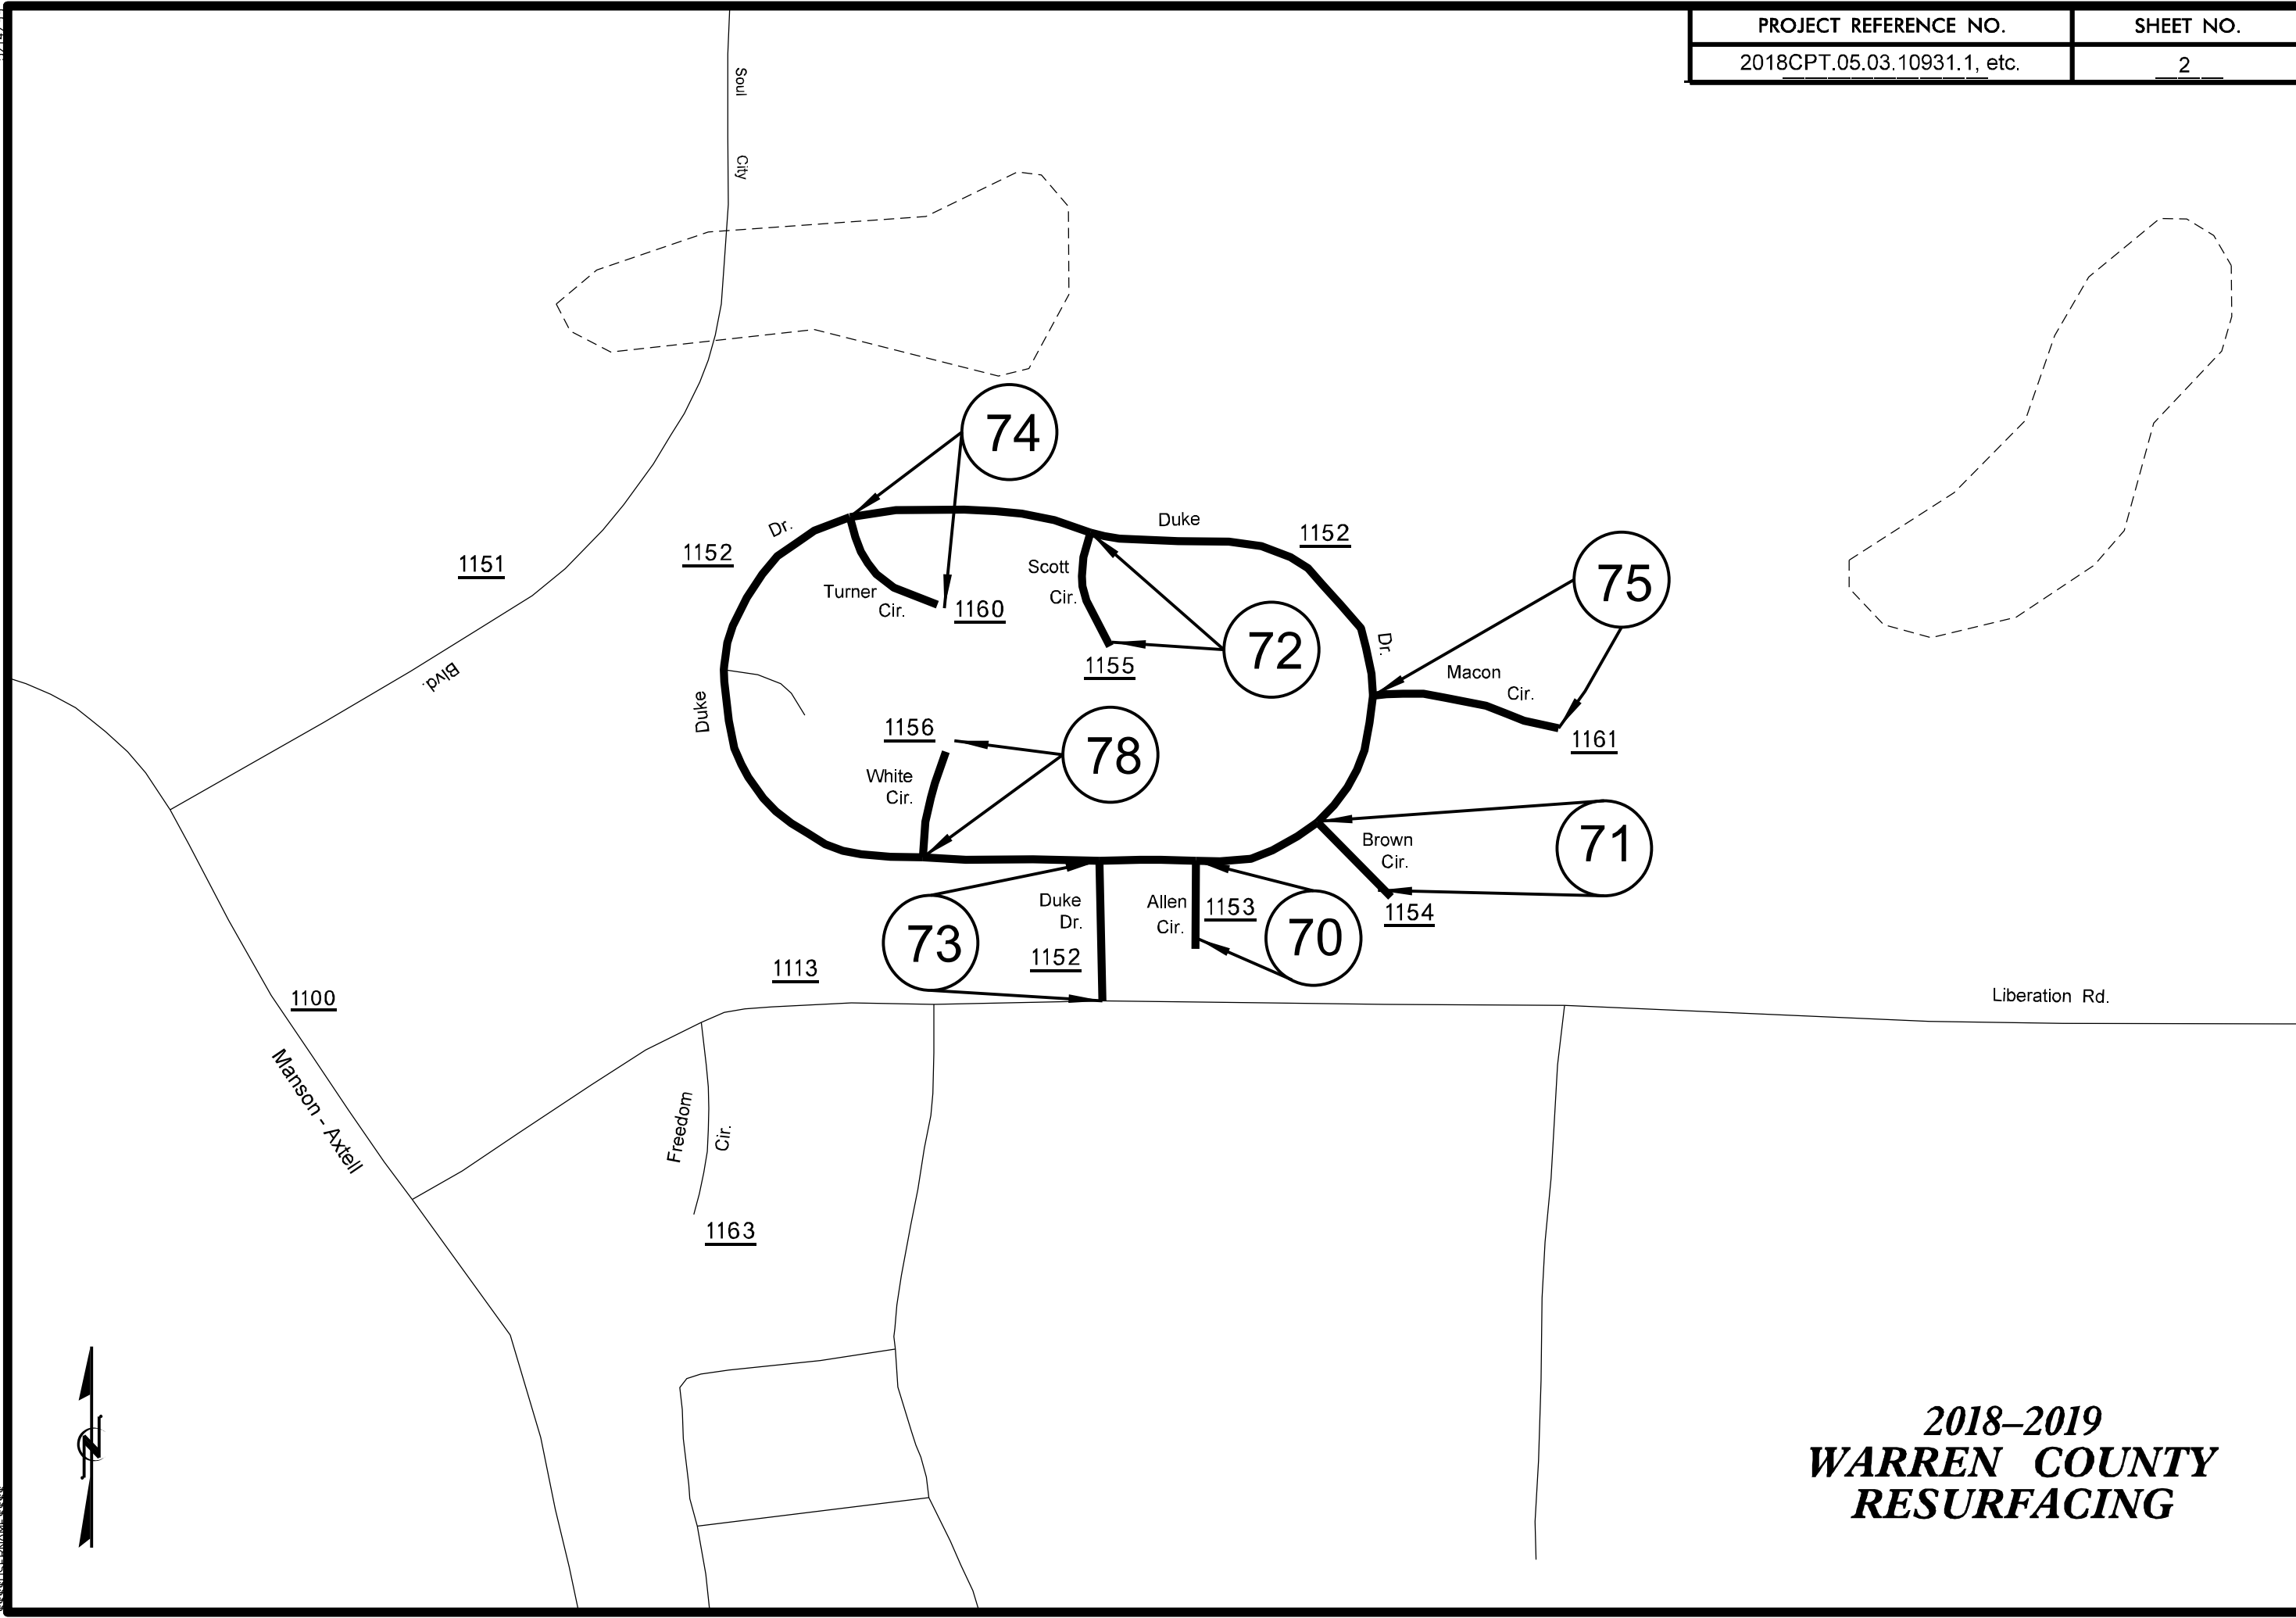 PROJECT REFERENCE NO.
SHEET NO.
2018CPT.05.03.10931.1, etc.
2
Soul
City
74
Duke
1152
Dr.
1152
1151
75
Scott
Cir.
Turner
Cir.
1160
72
Dr.
1155
Macon
Cir.
Blvd.
Duke
1156
78
1161
White
Cir.
71
Brown
Cir.
Duke
Dr.
Allen
Cir.
1153
1154
73
70
1152
1113
1100
Liberation Rd.
Manson - Axtell
Freedom
Cir.
1163
N
2018–2019
WARREN COUNTY
RESURFACING